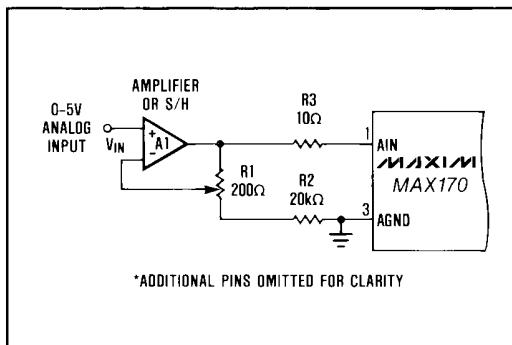 AMPLIFIER
OR S/H
0-5V
ANALOG
INPUT
VIN
+
A1
-
R1
200Ω
R3
10Ω
R2
20kΩ
1
AIN
MAXIM
MAX170
3
AGND
*ADDITIONAL PINS OMITTED FOR CLARITY